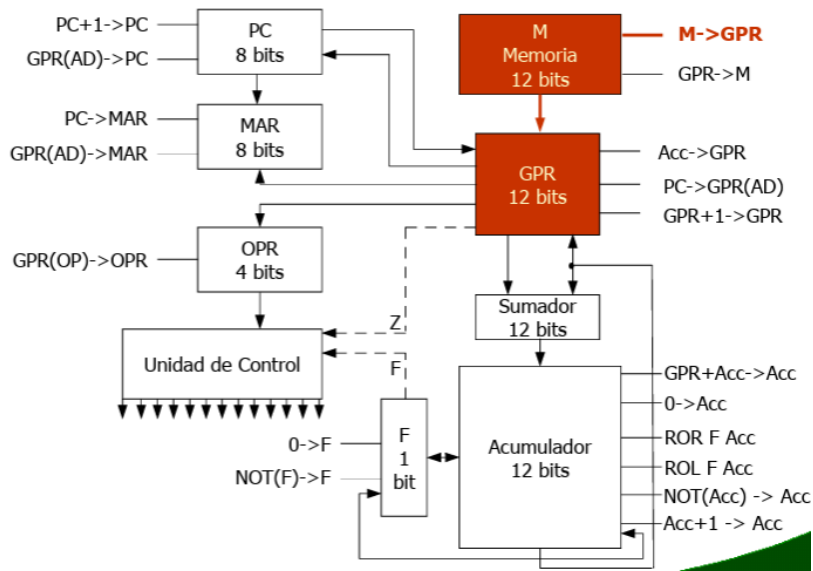 PC+1->PC
GPR(AD)->PC
PC
8 bits
M
Memoria
12 bits
M->GPR
GPR->M
PC->MAR
GPR(AD)->MAR
MAR
8 bits
GPR
12 bits
Acc->GPR
PC->GPR(AD)
GPR+1->GPR
GPR(OP)->OPR
OPR
4 bits
Sumador
12 bits
Z
Unidad de Control
F
0->F
NOT(F)->F
F
1
bit
Acumulador
12 bits
GPR+Acc->Acc
0->Acc
ROR F Acc
ROL F Acc
NOT(Acc) -> Acc
Acc+1 -> Acc